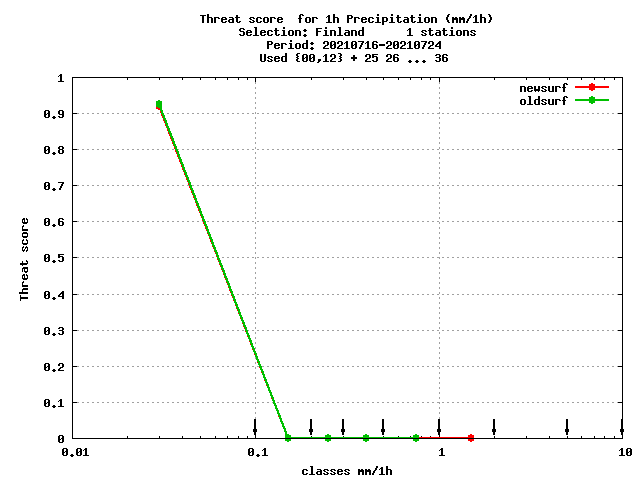 Threat score  for 1h Precipitation (mm/1h)
Selection: Finland      1 stations
Period: 20210716-20210724
Used {00,12} + 25 26 ... 36
newsurf
oldsurf
1
0.9
0.8
0.7
0.6
0.5
0.4
0.3
0.2
0.1
0
Threat score
0.01
0.1
1
10
classes mm/1h